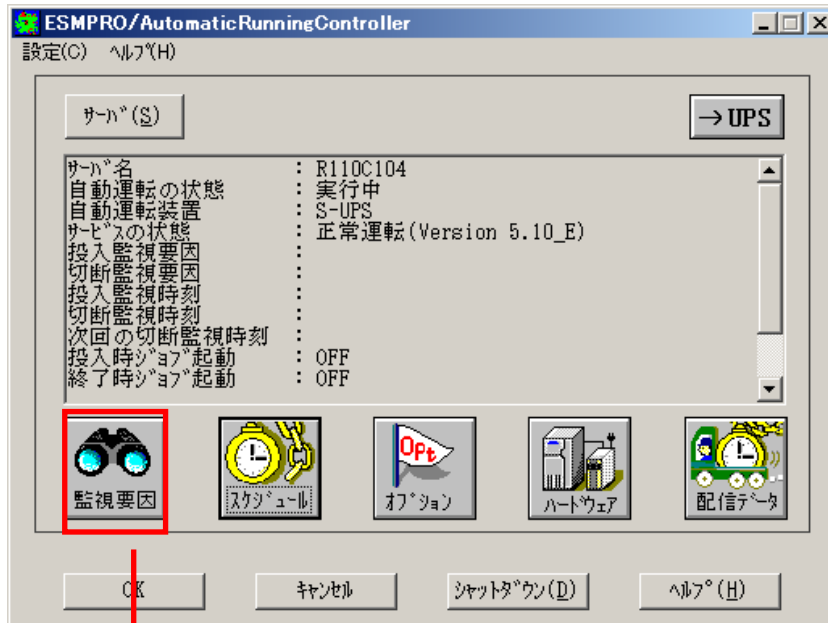 ESMPRO/AutomaticRunningController
設定(C) ヘルプ(H)
サーバ(S)
→UPS
サーバ名 : R110C104
自動運転の状態 : 実行中
自動運転装置 : S-UPS
サービスの状態 : 正常運転(Version 5.10_E)
投入監視要因 :
切断監視要因 :
投入監視時刻 :
切断監視時刻 :
次回の切断監視時刻 :
投入時ジョブ起動 : OFF
終了時ジョブ起動 : OFF
Opt
監視要因 スケジュール オプション ハードウェア 配信データ
OK キャンセル シャットダウン(D) ヘルプ(H)